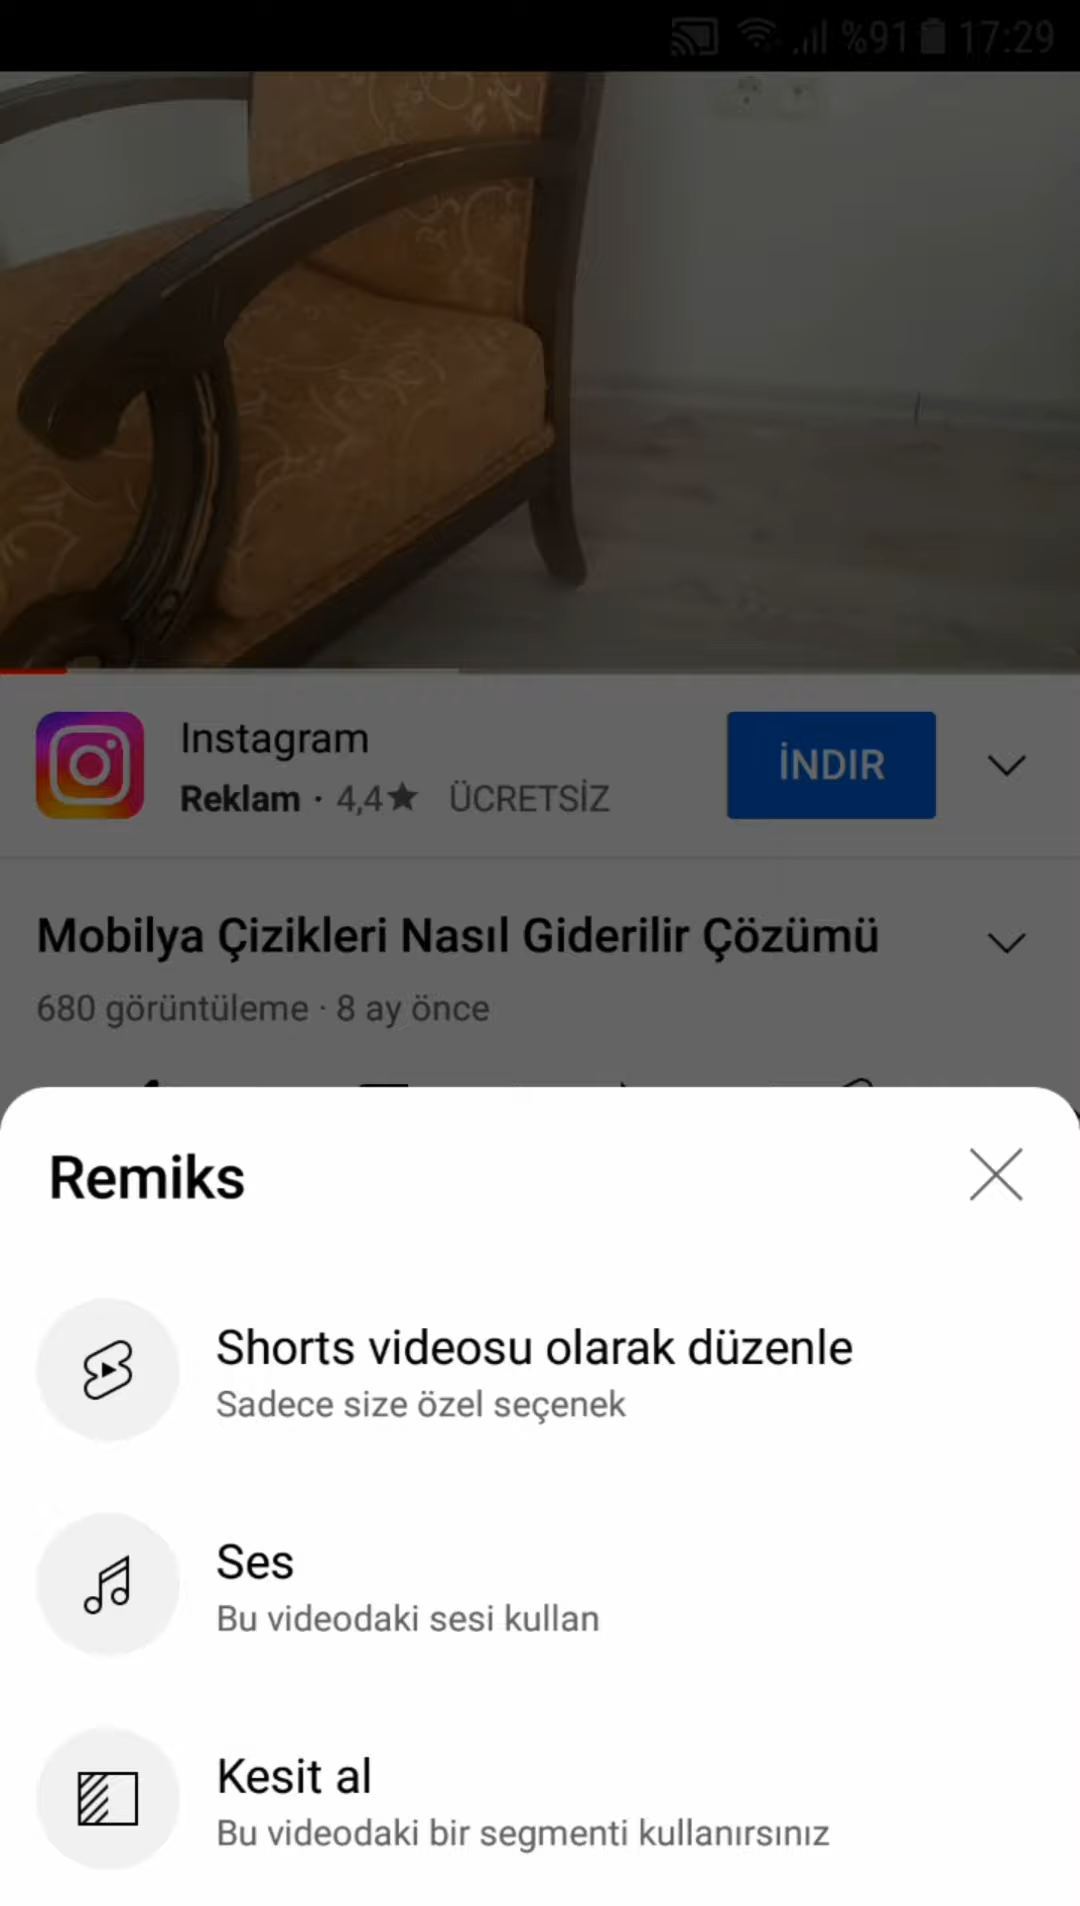 %91 17:29
Instagram
Reklam · 4,4★ ÜCRETSİZ
İNDİR
Mobilya Çizikleri Nasıl Giderilir Çözümü
680 görüntüleme · 8 ay önce
Remiks
Shorts videosu olarak düzenle
Sadece size özel seçenek
Ses
Bu videodaki sesi kullan
Kesit al
Bu videodaki bir segmenti kullanırsınız